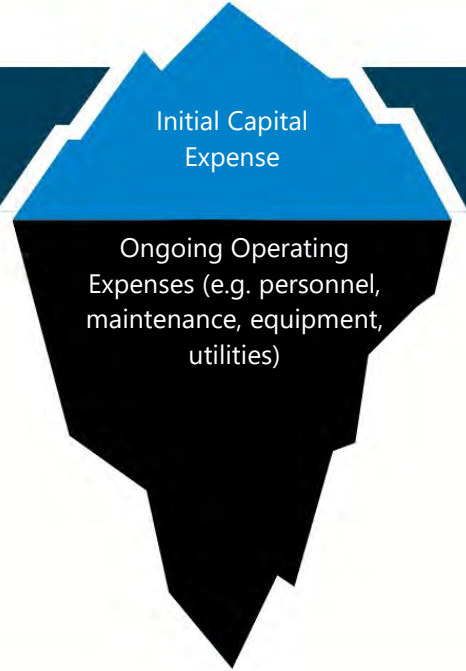 Initial Capital
Expense
Ongoing Operating
Expenses (e.g. personnel,
maintenance, equipment,
utilities)